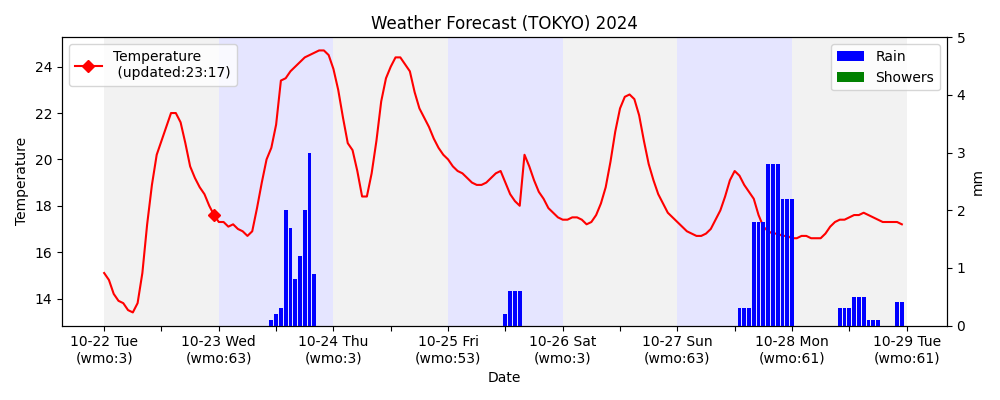 Weather Forecast (TOKYO) 2024
Temperature
(updated:23:17)
Rain
Showers
Temperature
24
22
20
18
16
14
5
4
3
2
1
0
mm
10-22 Tue
(wmo:3)
10-23 Wed
(wmo:63)
10-24 Thu
(wmo:3)
10-25 Fri
(wmo:53)
10-26 Sat
(wmo:3)
10-27 Sun
(wmo:63)
10-28 Mon
(wmo:61)
10-29 Tue
(wmo:61)
Date